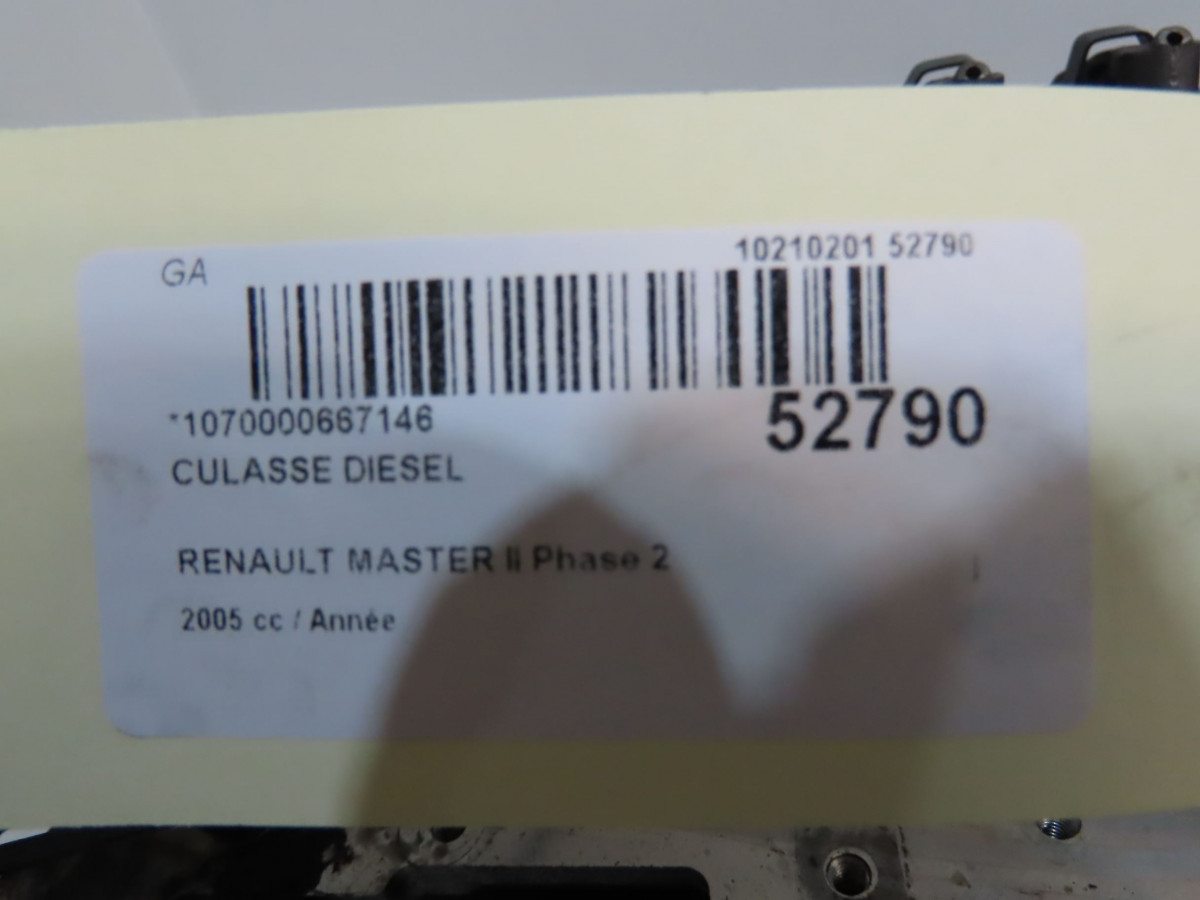 GA
10210201 52790
*1070000667146
52790
CULASSE DIESEL
RENAULT MASTER II Phase 2
2005 cc / Année